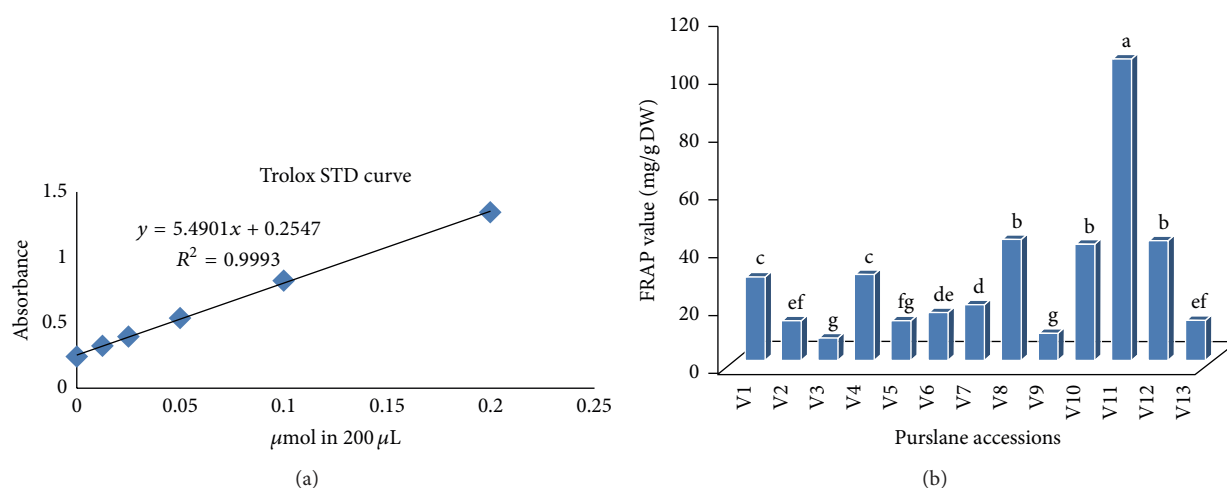 Trolox STD curve
y = 5.4901x + 0.2547
R² = 0.9993
Absorbance
1.5
1
0.5
0
0 0.05 0.1 0.15 0.2 0.25
μmol in 200 μL
(a)
FRAP value (mg/g DW)
120
100
80
60
40
20
0
c ef g c fg de d b g b a b ef
V1 V2 V3 V4 V5 V6 V7 V8 V9 V10 V11 V12 V13
Purslane accessions
(b)